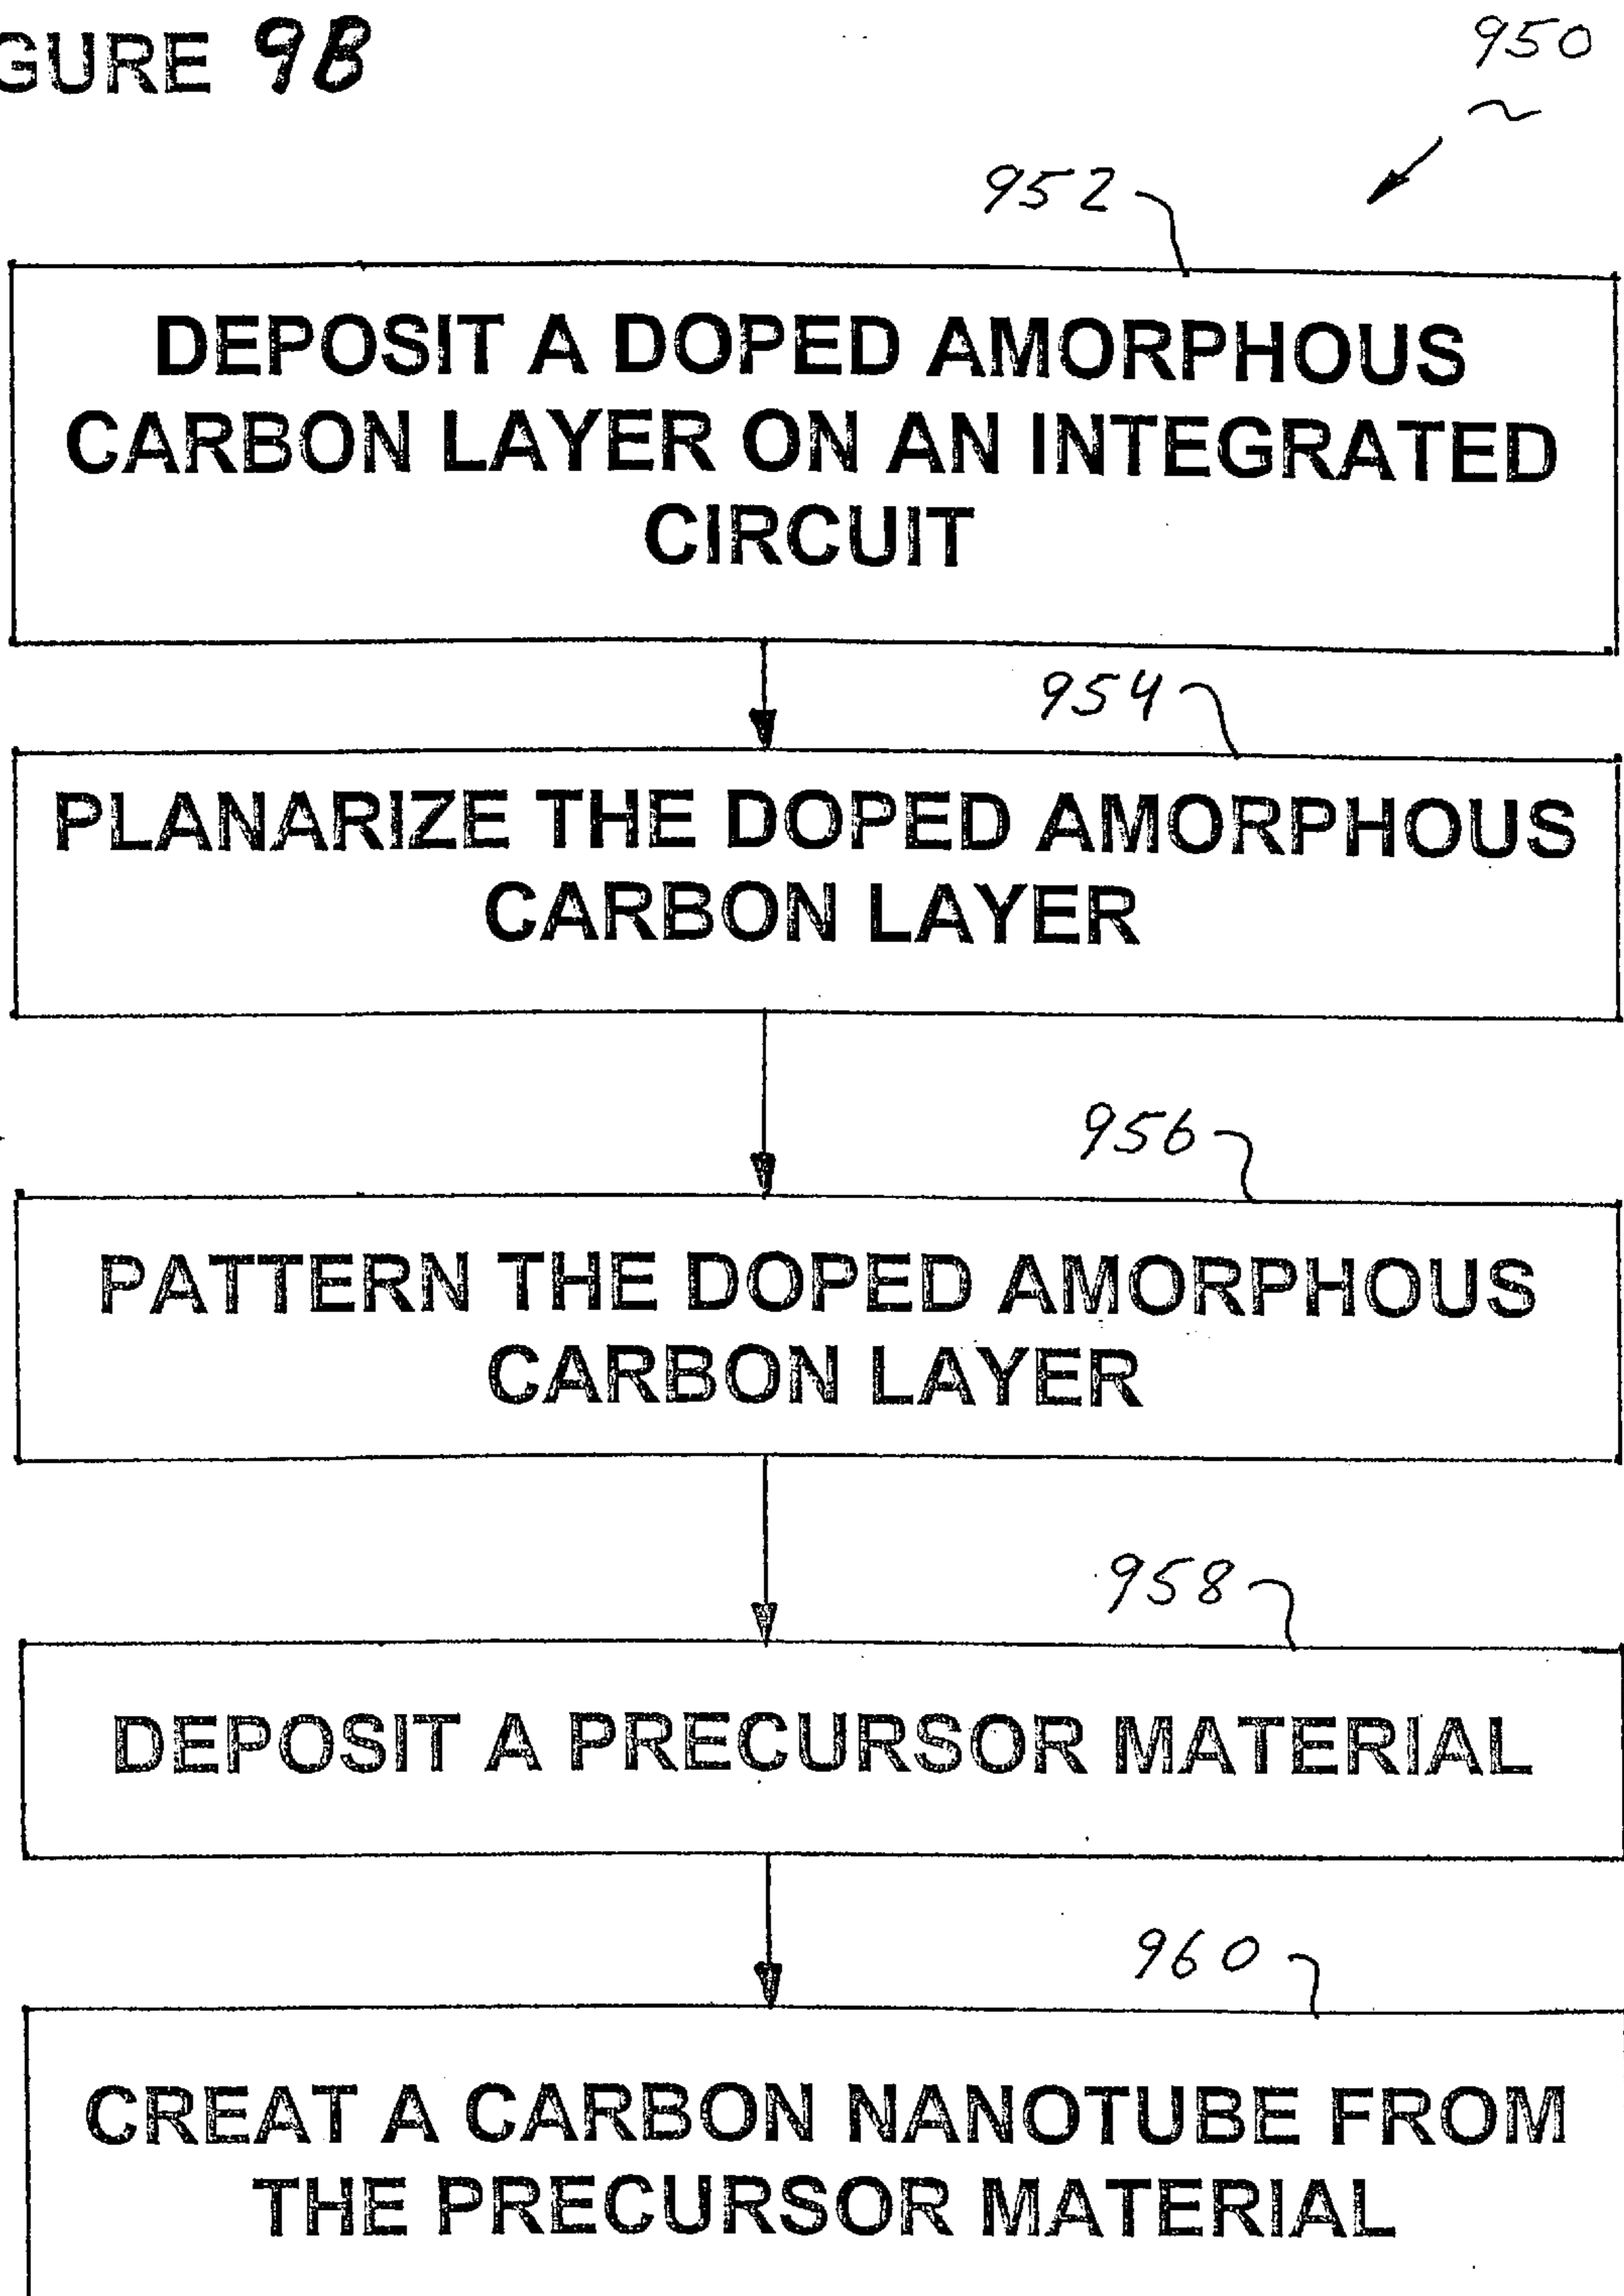 GURE 9B
950
952
DEPOSIT A DOPED AMORPHOUS
CARBON LAYER ON AN INTEGRATED
CIRCUIT
954
PLANARIZE THE DOPED AMORPHOUS
CARBON LAYER
956
PATTERN THE DOPED AMORPHOUS
CARBON LAYER
958
DEPOSIT A PRECURSOR MATERIAL
960
CREAT A CARBON NANOTUBE FROM
THE PRECURSOR MATERIAL